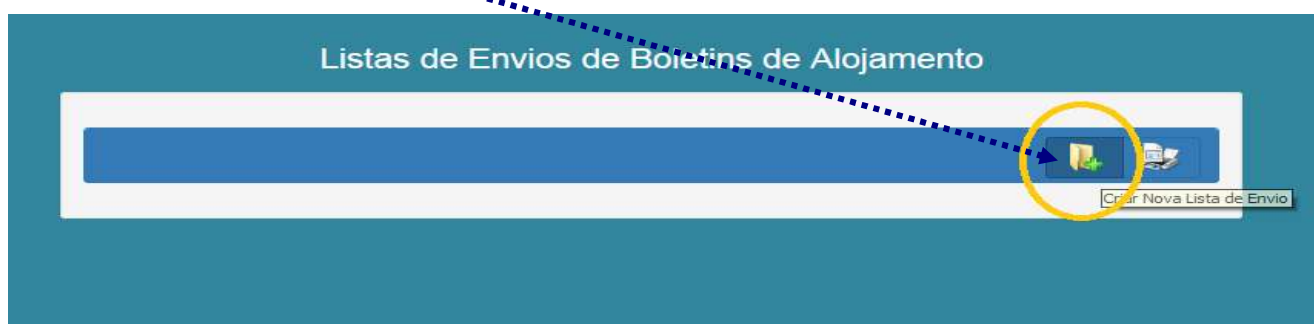 Listas de Envios de Boletins de Alojamento
Criar Nova Lista de Envio